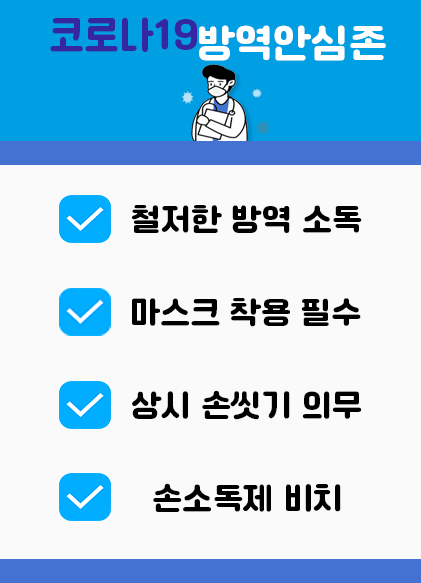 코로나19방역안심존
철저한 방역 소독
마스크 착용 필수
상시 손씻기 의무
손소독제 비치